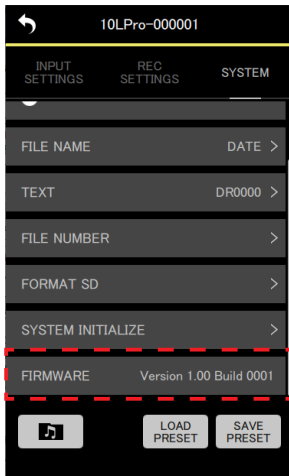 10LPro-000001
INPUT SETTINGS REC SETTINGS SYSTEM
FILE NAME DATE >
TEXT DR0000 >
FILE NUMBER >
FORMAT SD >
SYSTEM INITIALIZE >
FIRMWARE Version 1.00 Build 0001
LOAD PRESET SAVE PRESET